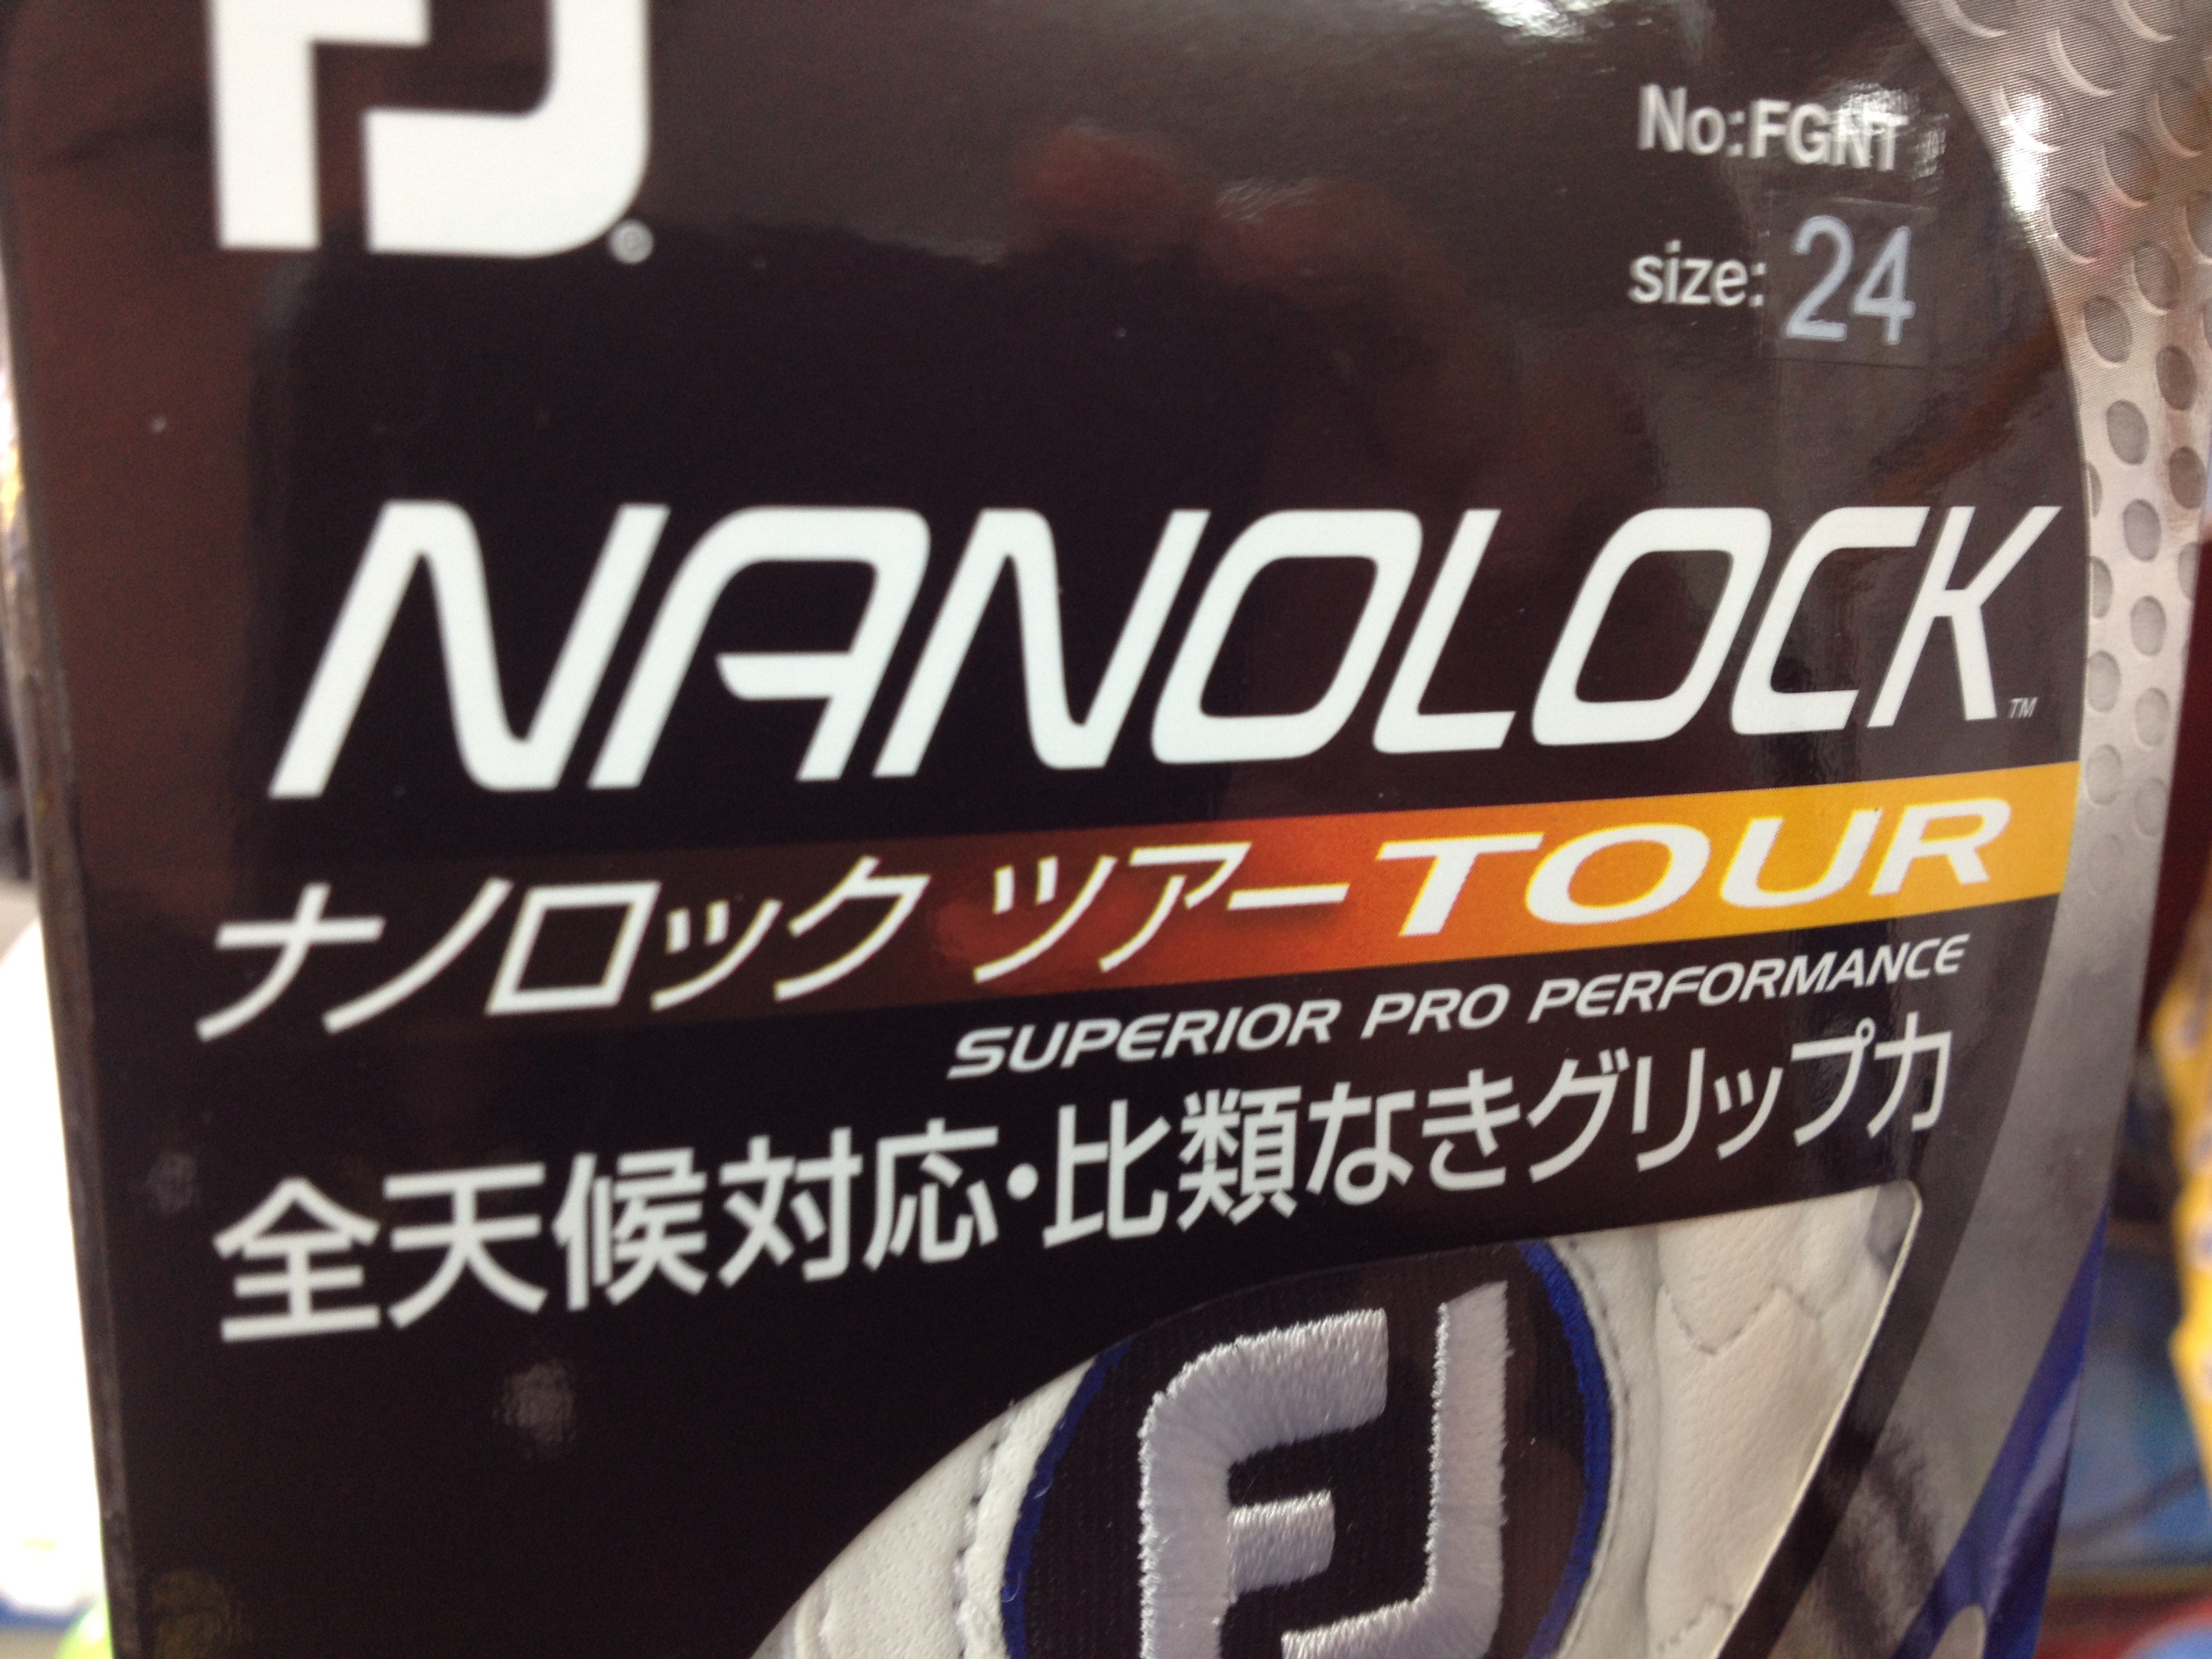 FJ®
No:FGNT
size: 24
NANOLOCK™
ナノロック ツアー TOUR
SUPERIOR PRO PERFORMANCE
全天候対応・比類なきグリップ力
FJ